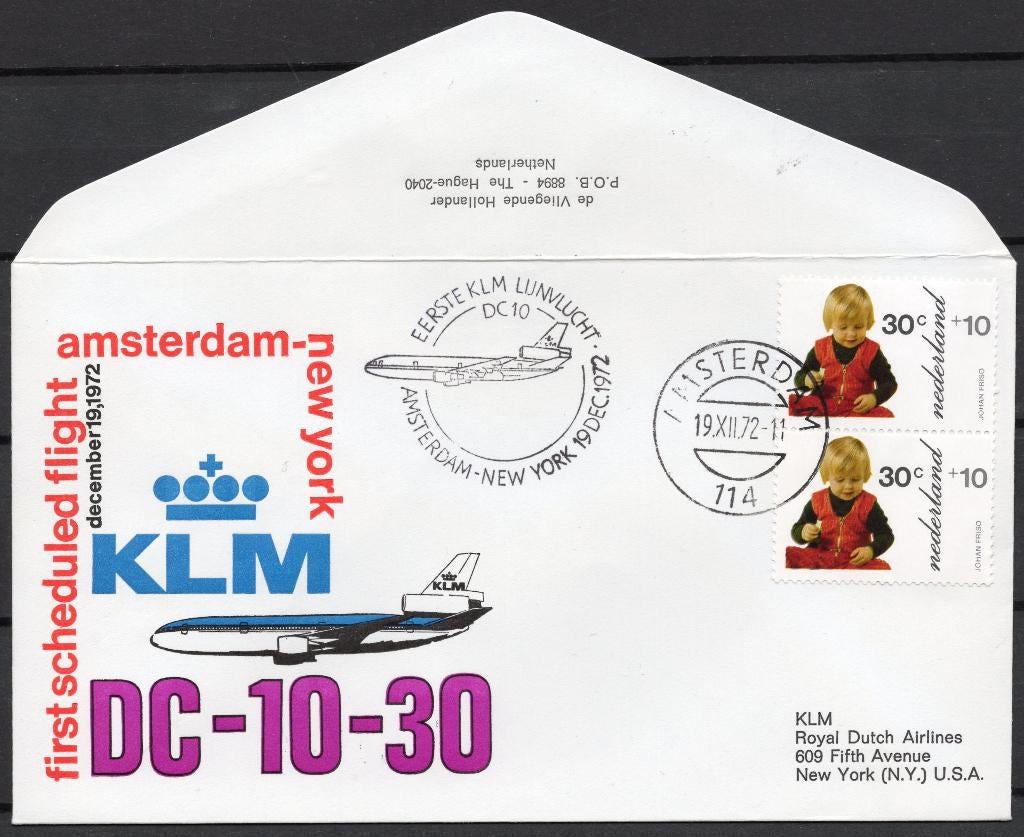 de Vliegende Hollander
P.O.B. 8894 - The Hague-2040
Netherlands
amsterdam-new york
first scheduled flight
december 19, 1972
KLM
KLM
DC-10-30
EERSTE KLM LIJNVLUCHT
DC10
AMSTERDAM-NEW YORK 19 DEC. 1972
AMSTERDAM
19.XII.72-11
114
30c +10
nederland
JOHAN FRISO
30c +10
nederland
JOHAN FRISO
KLM
Royal Dutch Airlines
609 Fifth Avenue
New York (N.Y.) U.S.A.